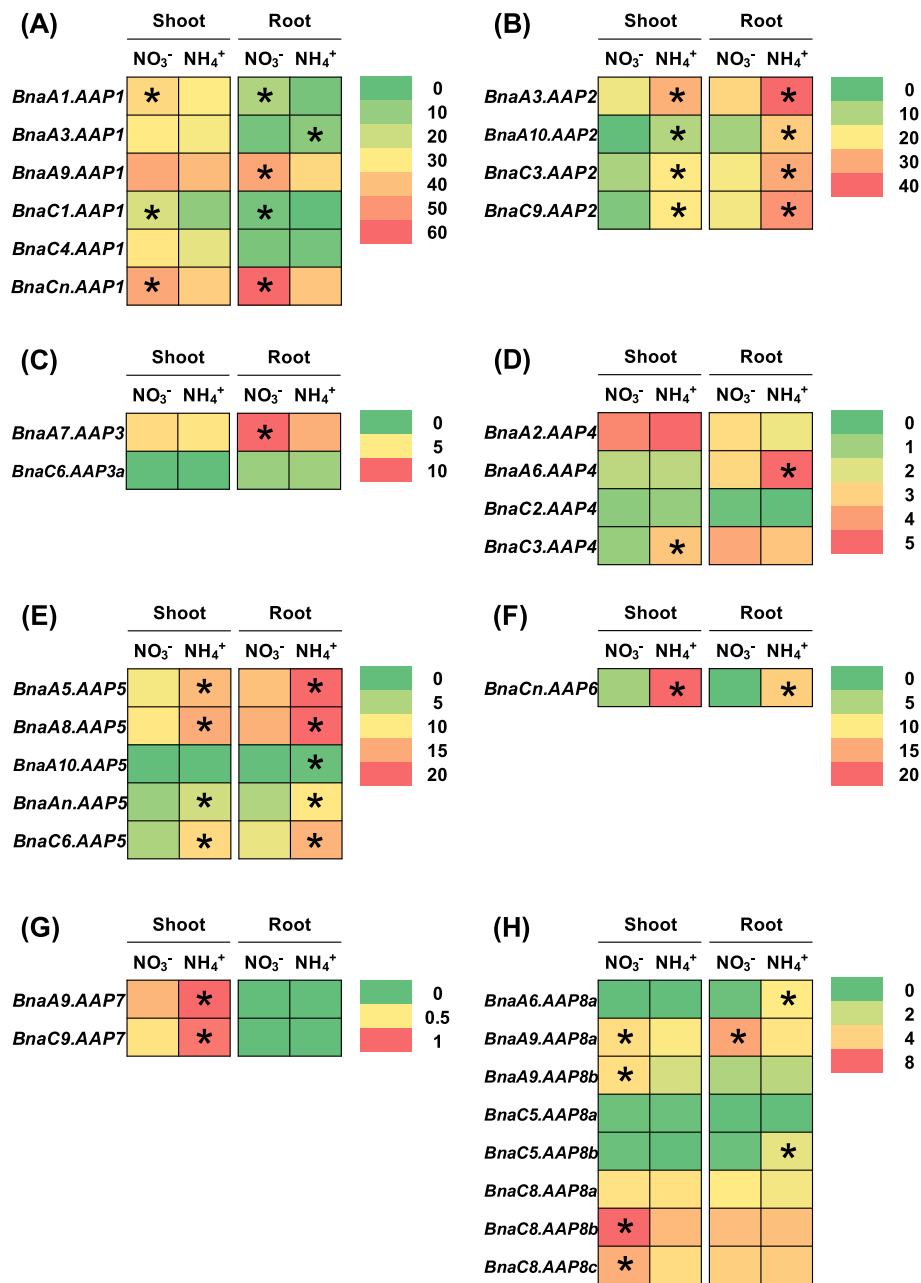 (A)
Shoot Root
NO₃⁻ NH₄⁺ NO₃⁻ NH₄⁺
BnaA1.AAP1 * *
BnaA3.AAP1 *
BnaA9.AAP1 *
BnaC1.AAP1 * *
BnaC4.AAP1
BnaCn.AAP1 * *
0
10
20
30
40
50
60
(B)
Shoot Root
NO₃⁻ NH₄⁺ NO₃⁻ NH₄⁺
BnaA3.AAP2 * *
BnaA10.AAP2 * *
BnaC3.AAP2 * *
BnaC9.AAP2 * *
0
10
20
30
40
(C)
Shoot Root
NO₃⁻ NH₄⁺ NO₃⁻ NH₄⁺
BnaA7.AAP3 *
BnaC6.AAP3a
0
5
10
(D)
Shoot Root
NO₃⁻ NH₄⁺ NO₃⁻ NH₄⁺
BnaA2.AAP4
BnaA6.AAP4 *
BnaC2.AAP4
BnaC3.AAP4 *
0
1
2
3
4
5
(E)
Shoot Root
NO₃⁻ NH₄⁺ NO₃⁻ NH₄⁺
BnaA5.AAP5 * *
BnaA8.AAP5 * *
BnaA10.AAP5 *
BnaAn.AAP5 * *
BnaC6.AAP5 * *
0
5
10
15
20
(F)
Shoot Root
NO₃⁻ NH₄⁺ NO₃⁻ NH₄⁺
BnaCn.AAP6 * *
0
5
10
15
20
(G)
Shoot Root
NO₃⁻ NH₄⁺ NO₃⁻ NH₄⁺
BnaA9.AAP7 *
BnaC9.AAP7 *
0
0.5
1
(H)
Shoot Root
NO₃⁻ NH₄⁺ NO₃⁻ NH₄⁺
BnaA6.AAP8a *
BnaA9.AAP8a * *
BnaA9.AAP8b *
BnaC5.AAP8a
BnaC5.AAP8b *
BnaC8.AAP8a
BnaC8.AAP8b *
BnaC8.AAP8c *
0
2
4
8